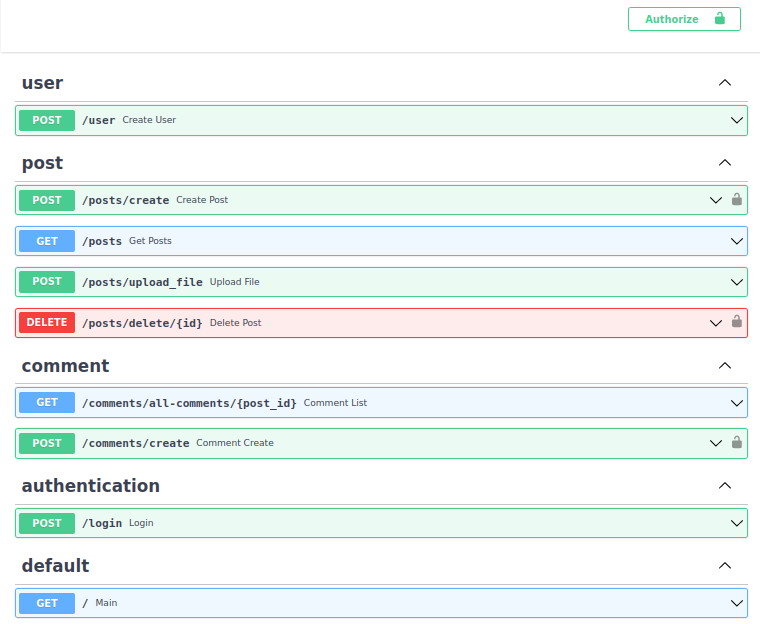 Authorize
user
POST /user Create User
post
POST /posts/create Create Post
GET /posts Get Posts
POST /posts/upload_file Upload File
DELETE /posts/delete/{id} Delete Post
comment
GET /comments/all-comments/{post_id} Comment List
POST /comments/create Comment Create
authentication
POST /login Login
default
GET / Main